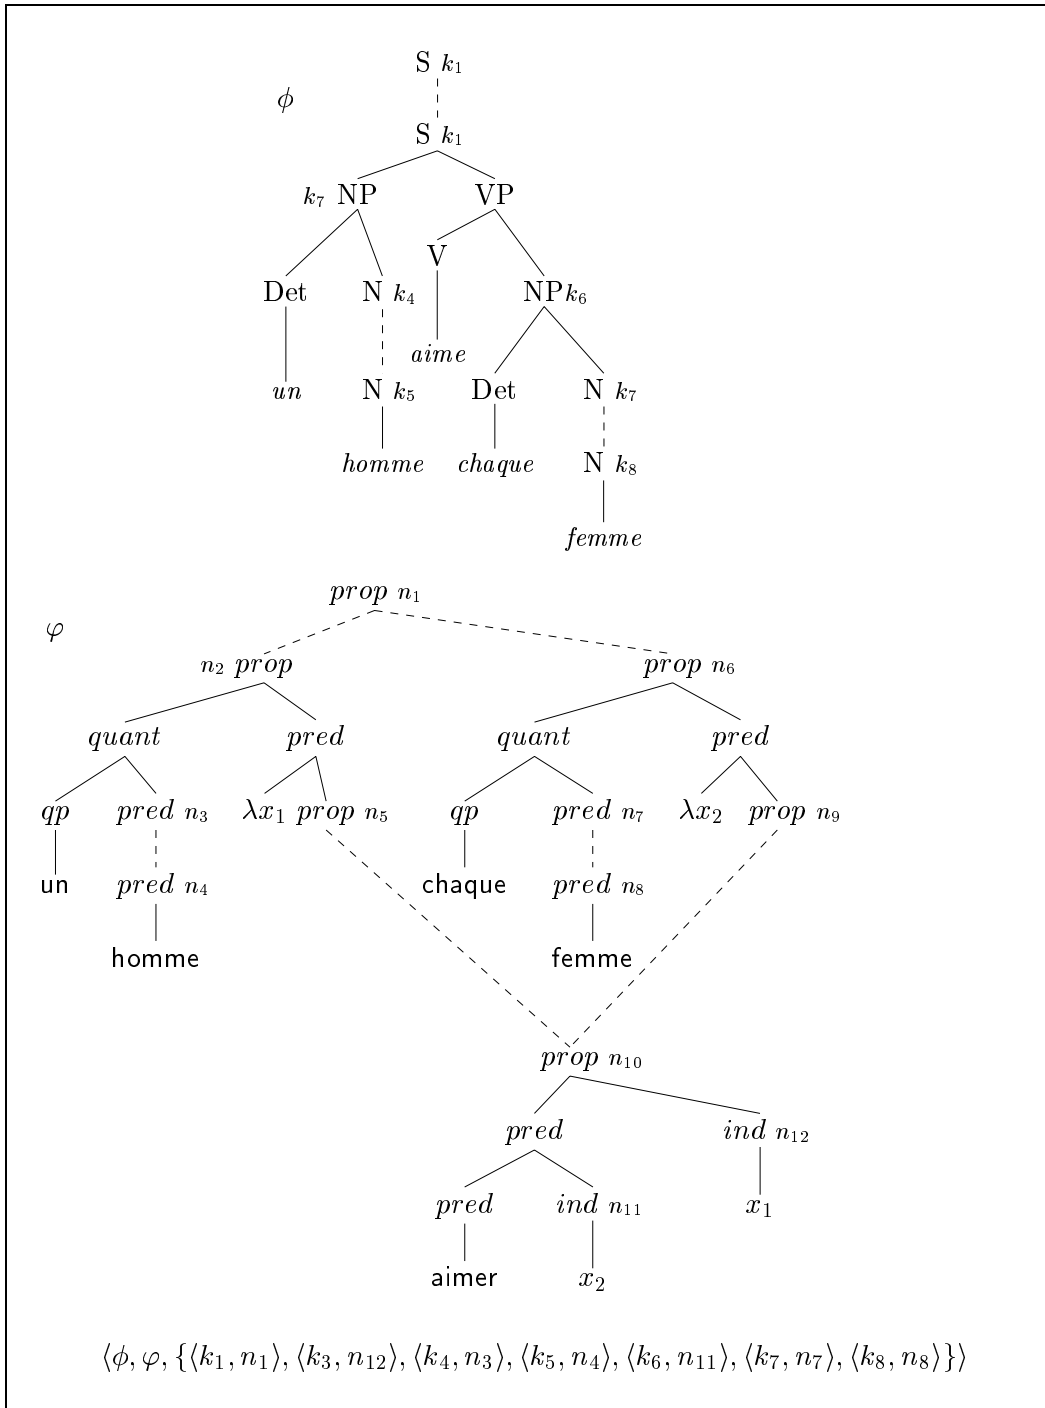 S k₁
ϕ
S k₁
k₇ NP VP
V
Det N k₄ NP k₆
aime
un N k₅ Det N k₇
homme chaque N k₈
femme
prop n₁
φ
n₂ prop prop n₆
quant pred quant pred
qp pred n₃ λx₁ prop n₅ qp pred n₇ λx₂ prop n₉
un pred n₄ chaque pred n₈
homme femme
prop n₁₀
pred ind n₁₂
pred ind n₁₁ x₁
aimer x₂
⟨ϕ, φ, {⟨k₁, n₁⟩, ⟨k₃, n₁₂⟩, ⟨k₄, n₃⟩, ⟨k₅, n₄⟩, ⟨k₆, n₁₁⟩, ⟨k₇, n₇⟩, ⟨k₈, n₈⟩}⟩